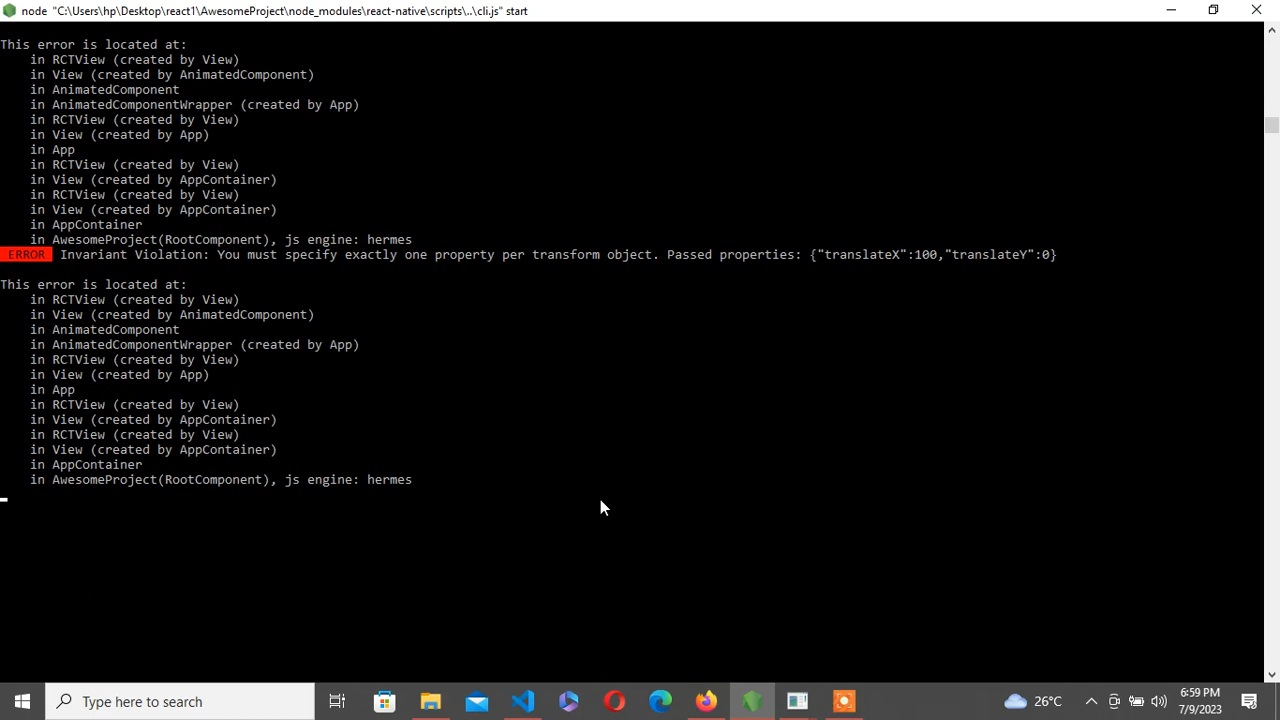 node "C:\Users\hp\Desktop\react1\AwesomeProject\node_modules\react-native\scripts\..\cli.js" start
This error is located at:
in RCTView (created by View)
in View (created by AnimatedComponent)
in AnimatedComponent
in AnimatedComponentWrapper (created by App)
in RCTView (created by View)
in View (created by App)
in App
in RCTView (created by View)
in View (created by AppContainer)
in RCTView (created by View)
in View (created by AppContainer)
in AppContainer
in AwesomeProject(RootComponent), js engine: hermes
ERROR Invariant Violation: You must specify exactly one property per transform object. Passed properties: {"translateX":100,"translateY":0}
This error is located at:
in RCTView (created by View)
in View (created by AnimatedComponent)
in AnimatedComponent
in AnimatedComponentWrapper (created by App)
in RCTView (created by View)
in View (created by App)
in App
in RCTView (created by View)
in View (created by AppContainer)
in RCTView (created by View)
in View (created by AppContainer)
in AppContainer
in AwesomeProject(RootComponent), js engine: hermes
Type here to search
26°C
6:59 PM
7/9/2023